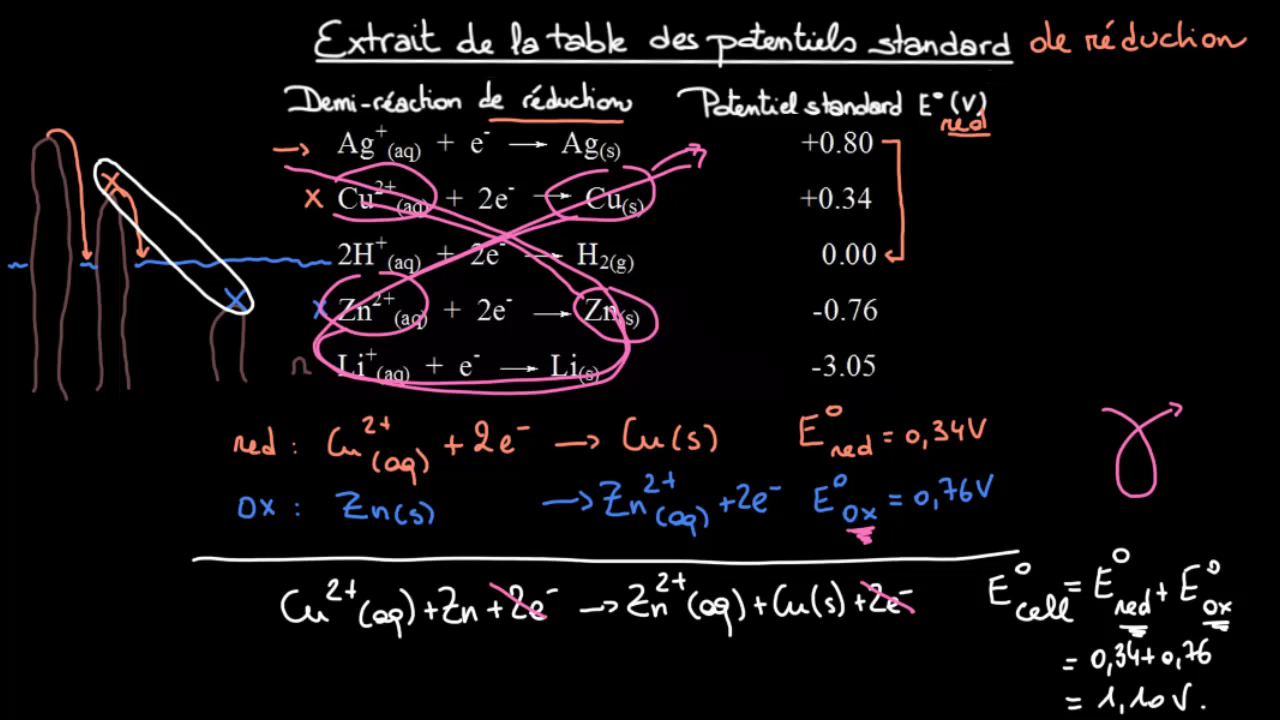 Extrait de la table des potentiels standard de réduction
Demi-réaction de réduction Potentiel standard E°(V)
red
Ag⁺(aq) + e⁻ → Ag(s) +0.80
Cu²⁺(aq) + 2e⁻ → Cu(s) +0.34
2H⁺(aq) + 2e⁻ → H₂(g) 0.00
Zn²⁺(aq) + 2e⁻ → Zn(s) -0.76
Li⁺(aq) + e⁻ → Li(s) -3.05
red : Cu²⁺(aq) + 2e⁻ → Cu(s) E°red = 0,34V
ox : Zn(s) → Zn²⁺(aq) + 2e⁻ E°ox = 0,76V
Cu²⁺(aq) + Zn + 2e⁻ → Zn²⁺(aq) + Cu(s) + 2e⁻
E°cell = E°red + E°ox
= 0,34 + 0,76
= 1,10V.